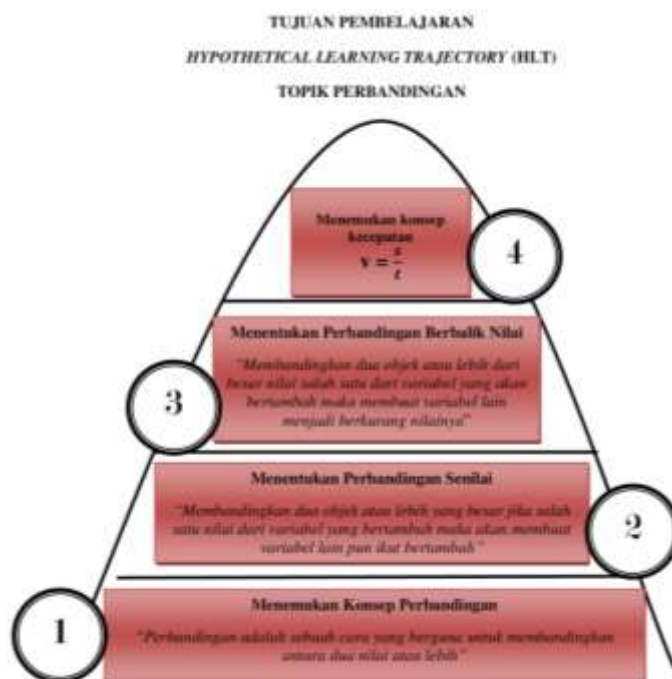 TUJUAN PEMBELAJARAN
HYPOTHETICAL LEARNING TRAJECTORY (HLT)
TOPIK PERBANDINGAN
Menemukan konsep
kecepatan
v = s/t
4
Menentukan Perbandingan Berbalik Nilai
"Membandingkan dua objek atau lebih dari
besar nilai salah satu dari variabel yang akan
bertambah maka membuat variabel lain
menjadi berkurang nilainya"
3
Menentukan Perbandingan Senilai
"Membandingkan dua objek atau lebih yang besar jika salah
satu nilai dari variabel yang bertambah maka akan membuat
variabel lain pun ikut bertambah"
2
Menemukan Konsep Perbandingan
"Perbandingan adalah sebuah cara yang berguna untuk membandingkan
antara dua nilai atau lebih"
1